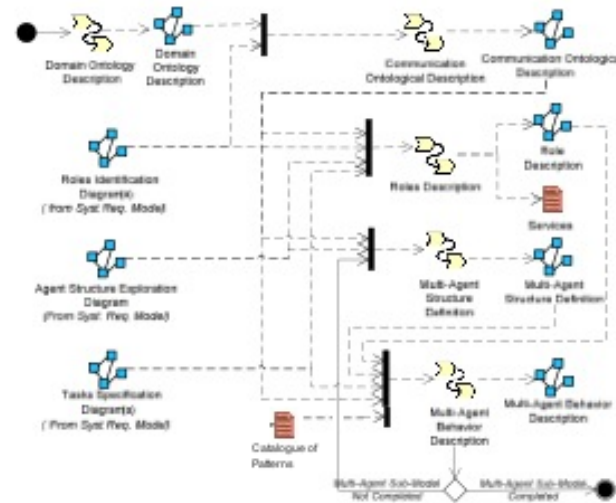 Domain Ontology
Description
Domain
Ontology
Description
Communication
Ontological Description
Communication Ontological
Description
Roles Identification
Diagram(s)
( from Syst. Req. Model)
Roles Description
Role
Description
Services
Agent Structure Exploration
Diagram
(From Syst. Req. Model)
Multi-Agent
Structure
Definition
Multi-Agent
Structure Definition
Tasks Specification
Diagram(s)
( From Syst. Req. Model)
Catalogue of
Patterns
Multi-Agent
Behavior
Description
Multi-Agent Behavior
Description
Multi-Agent Sub-Model
Not Completed
Multi-Agent Sub-Model
Completed